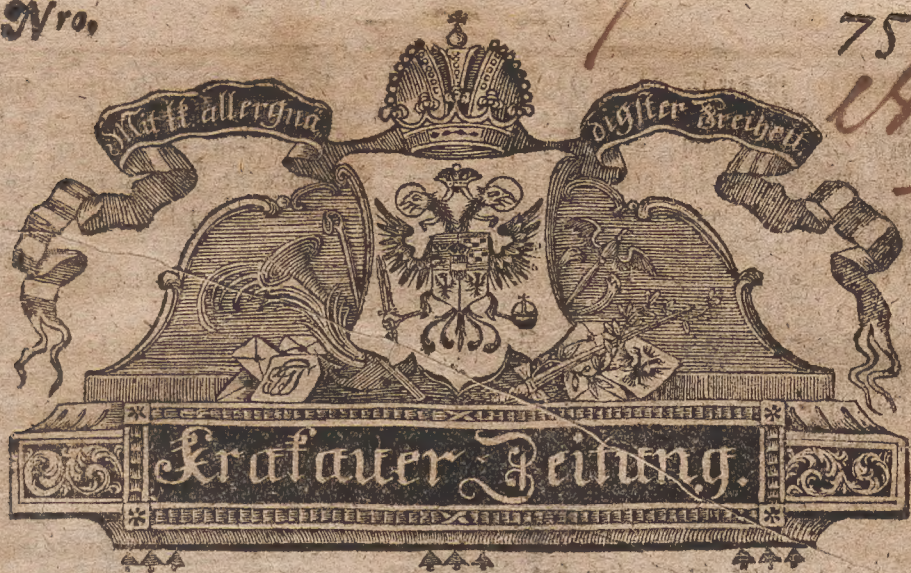 Nro. 75
Mit k. allergnä
digster Freiheit.
Krakauer Zeitung.